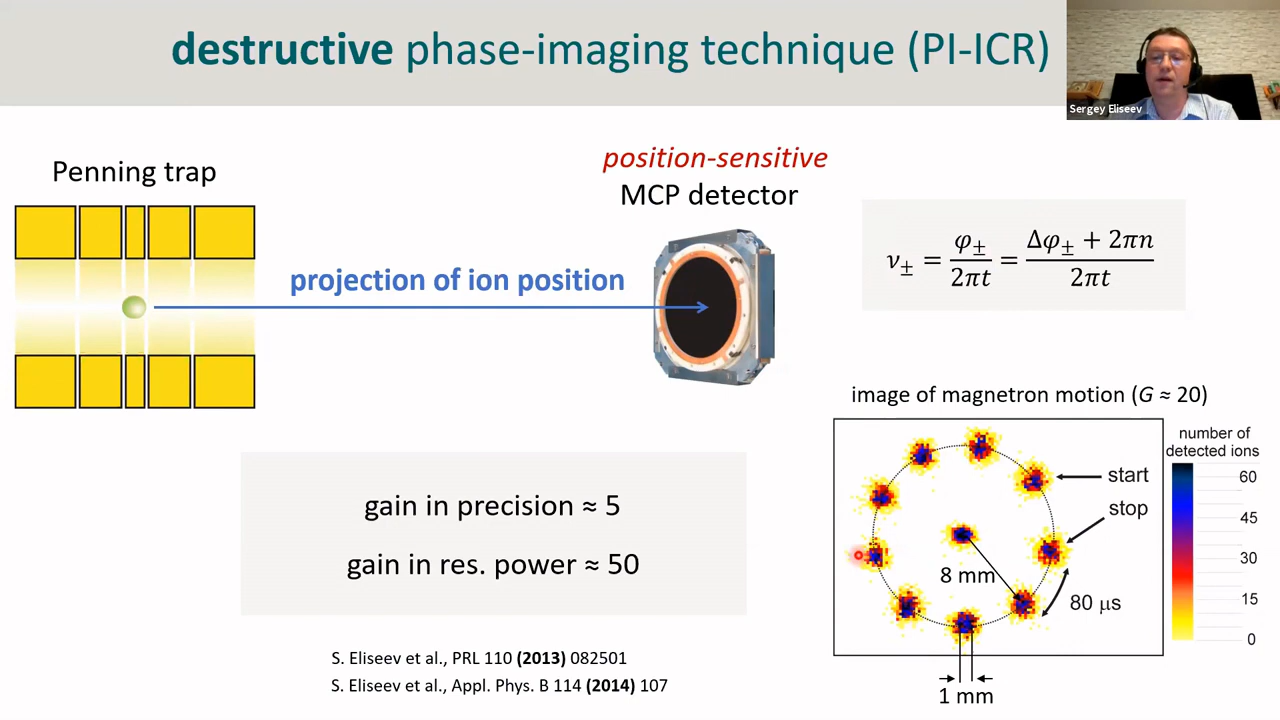 destructive phase-imaging technique (PI-ICR)
Sergey Eliseev
Penning trap
position-sensitive
MCP detector
projection of ion position
ν± = φ±/2πt = Δφ± + 2πn/2πt
image of magnetron motion (G ≈ 20)
number of
detected ions
60
45
30
15
0
start
stop
8 mm
80 μs
1 mm
gain in precision ≈ 5
gain in res. power ≈ 50
S. Eliseev et al., PRL 110 (2013) 082501
S. Eliseev et al., Appl. Phys. B 114 (2014) 107